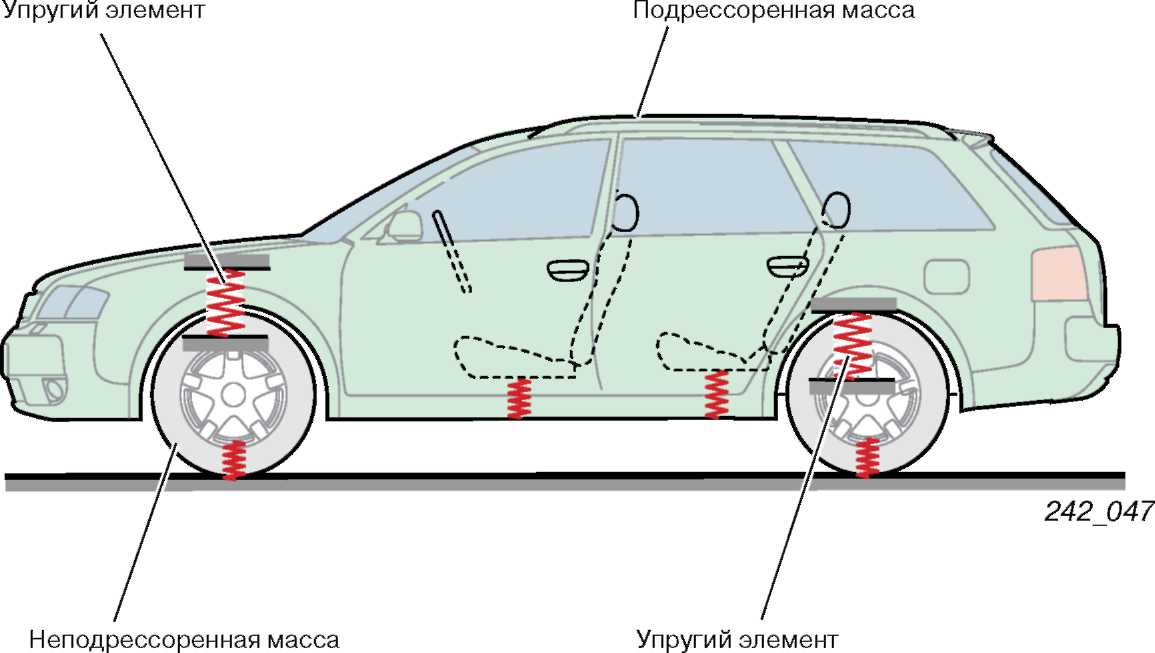 Упругий элемент
Подрессоренная масса
242_047
Неподрессоренная масса
Упругий элемент